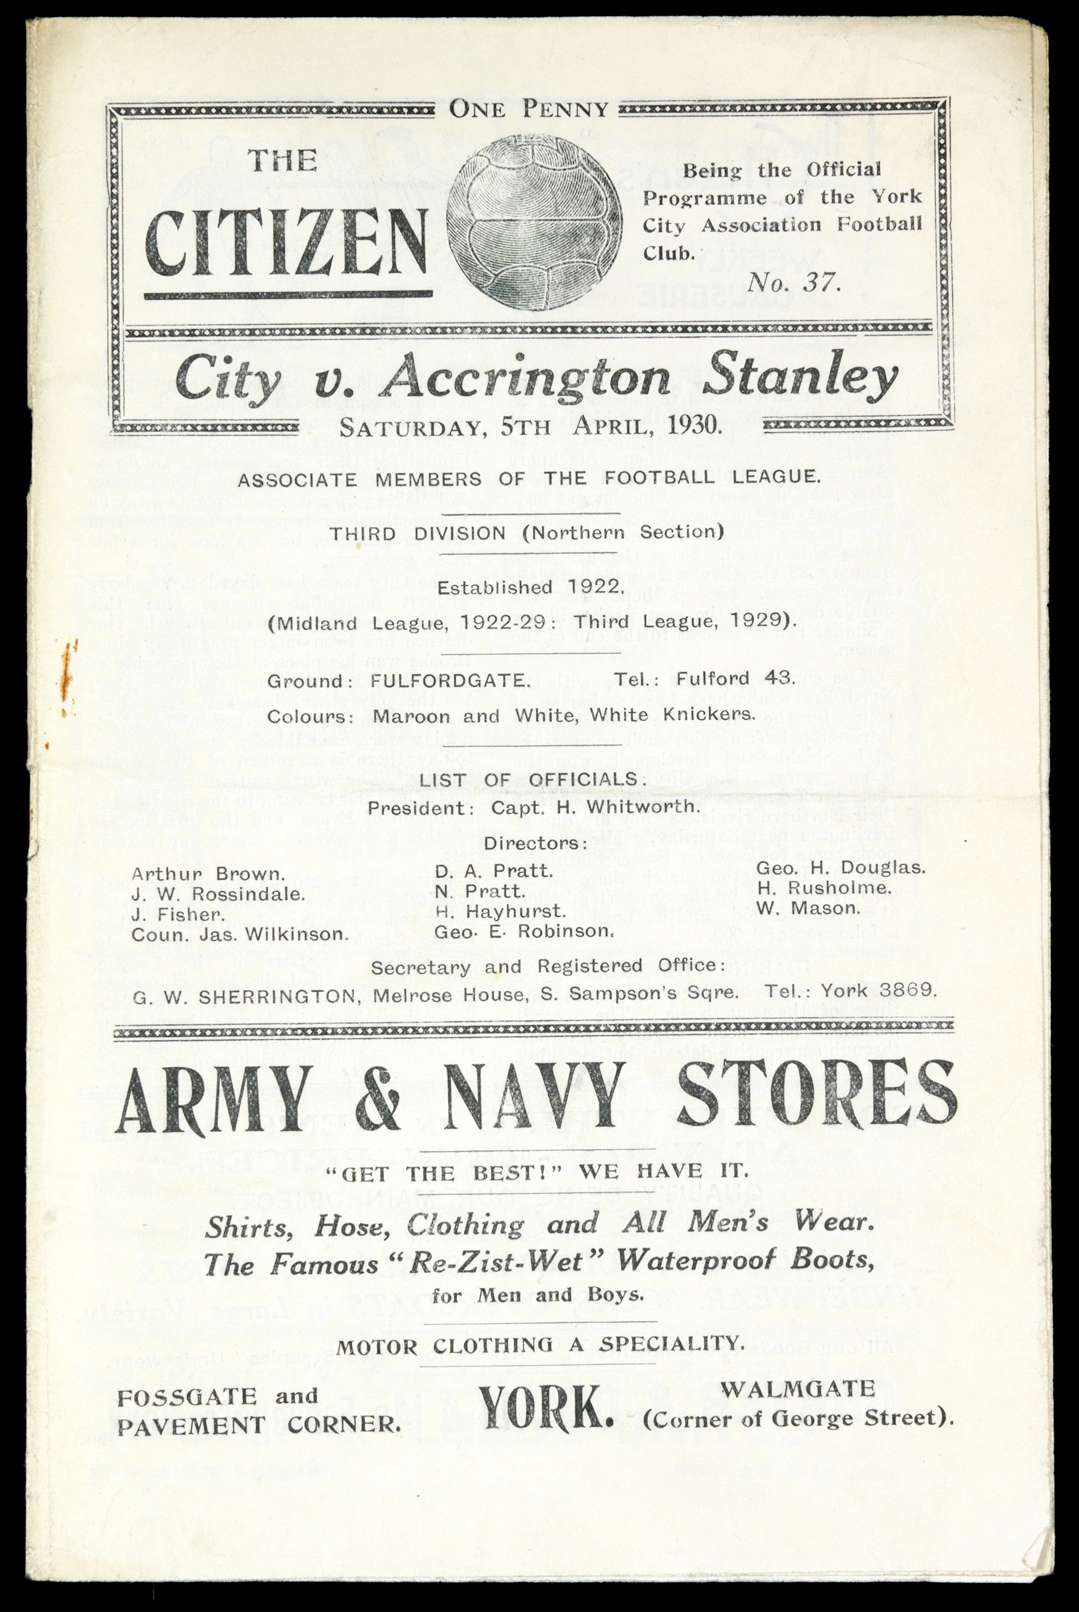 ONE PENNY
THE
CITIZEN
Being the Official
Programme of the York
City Association Football
Club.
No. 37.
City v. Accrington Stanley
SATURDAY, 5TH APRIL, 1930.
ASSOCIATE MEMBERS OF THE FOOTBALL LEAGUE.
THIRD DIVISION (Northern Section)
Established 1922.
(Midland League, 1922-29: Third League, 1929).
Ground: FULFORDGATE. Tel.: Fulford 43.
Colours: Maroon and White, White Knickers.
LIST OF OFFICIALS:
President: Capt. H. Whitworth.
Directors:
Arthur Brown. D. A. Pratt. Geo. H. Douglas.
J. W. Rossindale. N. Pratt. H. Rusholme.
J. Fisher. H. Hayhurst. W. Mason.
Coun. Jas. Wilkinson. Geo. E. Robinson.
Secretary and Registered Office:
G. W. SHERRINGTON, Melrose House, S. Sampson's Sqre. Tel.: York 3869.
ARMY & NAVY STORES
"GET THE BEST!" WE HAVE IT.
Shirts, Hose, Clothing and All Men's Wear.
The Famous "Re-Zist-Wet" Waterproof Boots,
for Men and Boys.
MOTOR CLOTHING A SPECIALITY.
FOSSGATE and
PAVEMENT CORNER.
YORK.
WALMGATE
(Corner of George Street).